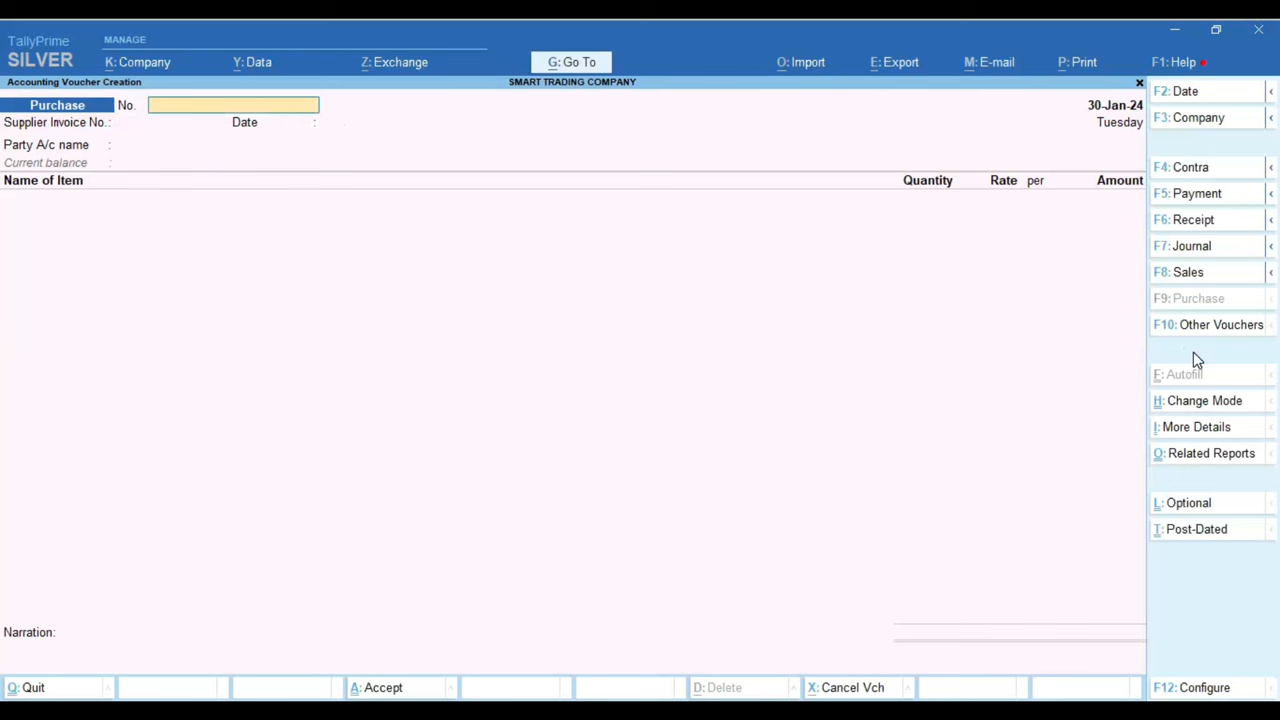 TallyPrime
SILVER
MANAGE
K: Company
Y: Data
Z: Exchange
G: Go To
O: Import
E: Export
M: E-mail
P: Print
F1: Help
Accounting Voucher Creation
SMART TRADING COMPANY
×
Purchase No.
30-Jan-24
Supplier Invoice No.: Date :
Tuesday
Party A/c name :
Current balance :
Name of Item Quantity Rate per Amount
Narration:
F2: Date
F3: Company
F4: Contra
F5: Payment
F6: Receipt
F7: Journal
F8: Sales
F9: Purchase
F10: Other Vouchers
F: Autofill
H: Change Mode
I: More Details
O: Related Reports
L: Optional
T: Post-Dated
Q: Quit
A: Accept
D: Delete
X: Cancel Vch
F12: Configure